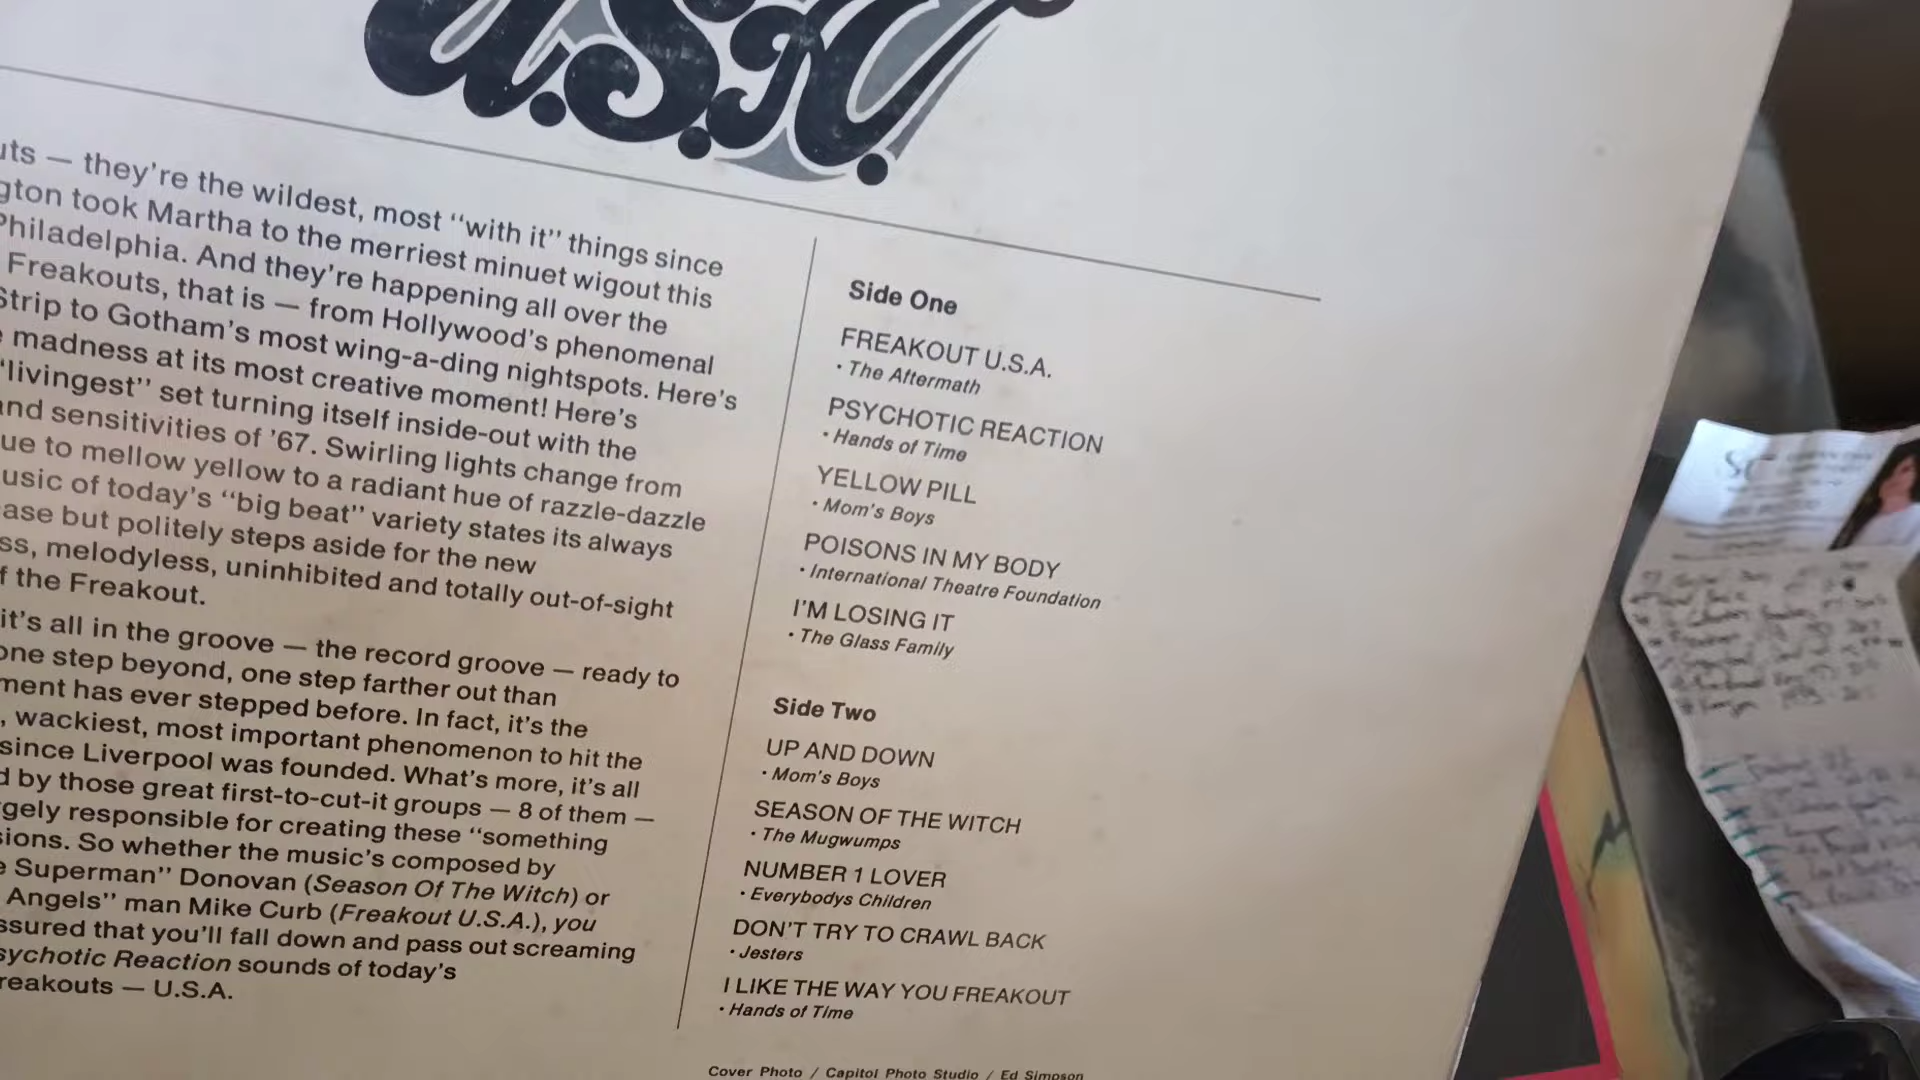 U.S.A.
uts — they're the wildest, most “with it” things since
gton took Martha to the merriest minuet wigout this
Philadelphia. And they're happening all over the
Freakouts, that is — from Hollywood's phenomenal
Strip to Gotham's most wing-a-ding nightspots. Here's
madness at its most creative moment! Here's
“livingest” set turning itself inside-out with the
and sensitivities of '67. Swirling lights change from
ue to mellow yellow to a radiant hue of razzle-dazzle
usic of today's “big beat” variety states its always
ase but politely steps aside for the new
ss, melodyless, uninhibited and totally out-of-sight
f the Freakout.
it's all in the groove — the record groove — ready to
one step beyond, one step farther out than
ment has ever stepped before. In fact, it's the
, wackiest, most important phenomenon to hit the
since Liverpool was founded. What's more, it's all
d by those great first-to-cut-it groups — 8 of them —
gely responsible for creating these “something
sions. So whether the music's composed by
e Superman” Donovan (Season Of The Witch) or
Angels” man Mike Curb (Freakout U.S.A.), you
ssured that you'll fall down and pass out screaming
sychotic Reaction sounds of today's
reakouts — U.S.A.
Side One
FREAKOUT U.S.A.
• The Aftermath
PSYCHOTIC REACTION
• Hands of Time
YELLOW PILL
• Mom's Boys
POISONS IN MY BODY
• International Theatre Foundation
I'M LOSING IT
• The Glass Family
Side Two
UP AND DOWN
• Mom's Boys
SEASON OF THE WITCH
• The Mugwumps
NUMBER 1 LOVER
• Everybodys Children
DON'T TRY TO CRAWL BACK
• Jesters
I LIKE THE WAY YOU FREAKOUT
• Hands of Time
Cover Photo / Capitol Photo Studio / Ed Simpson